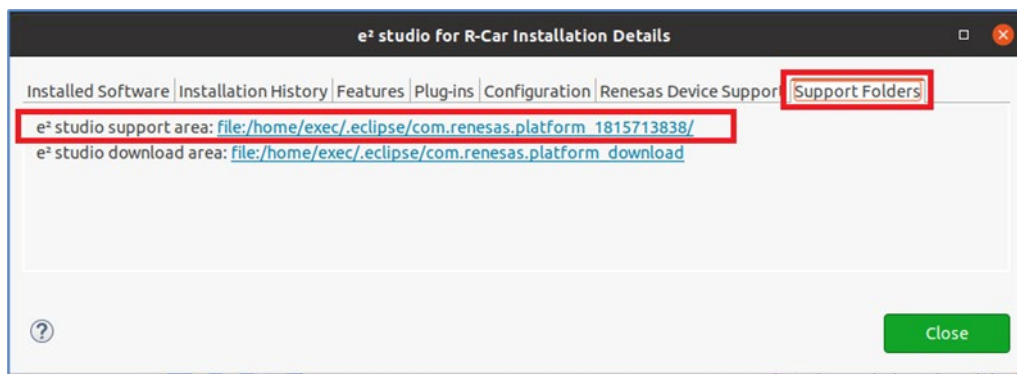 e² studio for R-Car Installation Details
Installed Software Installation History Features Plug-ins Configuration Renesas Device Support Support Folders
e² studio support area: file:/home/exec/.eclipse/com.renesas.platform_1815713838/
e² studio download area: file:/home/exec/.eclipse/com.renesas.platform_download
?
Close